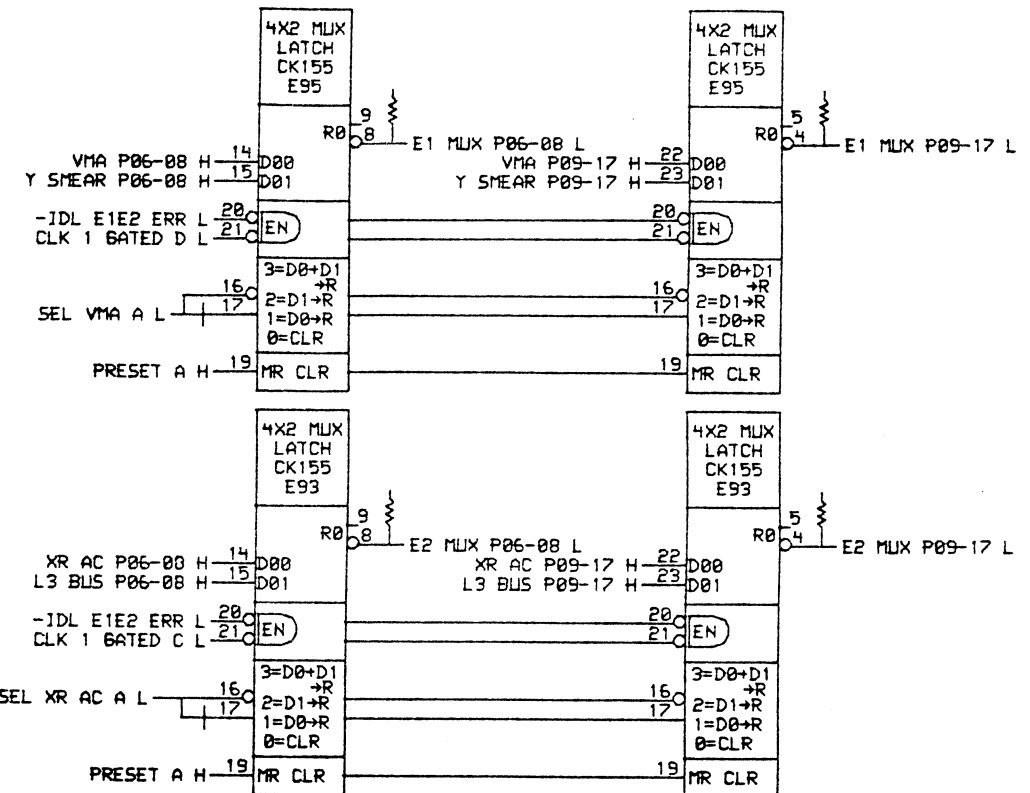 4X2 MUX
LATCH
CK155
E95
R0
9
8
E1 MUX P06-08 L
VMA P06-08 H
14
D00
Y SMEAR P06-08 H
15
D01
-IDL E1E2 ERR L
20
CLK 1 GATED D L
21
EN
SEL VMA A L
16
17
3=D0+D1
→R
2=D1→R
1=D0→R
0=CLR
PRESET A H
19
MR CLR
4X2 MUX
LATCH
CK155
E95
R0
5
4
E1 MUX P09-17 L
VMA P09-17 H
22
D00
Y SMEAR P09-17 H
23
D01
20
21
EN
16
17
3=D0+D1
→R
2=D1→R
1=D0→R
0=CLR
19
MR CLR
4X2 MUX
LATCH
CK155
E93
R0
9
8
E2 MUX P06-08 L
XR AC P06-08 H
14
D00
L3 BUS P06-08 H
15
D01
-IDL E1E2 ERR L
20
CLK 1 GATED C L
21
EN
SEL XR AC A L
16
17
3=D0+D1
→R
2=D1→R
1=D0→R
0=CLR
PRESET A H
19
MR CLR
4X2 MUX
LATCH
CK155
E93
R0
5
4
E2 MUX P09-17 L
XR AC P09-17 H
22
D00
L3 BUS P09-17 H
23
D01
20
21
EN
16
17
3=D0+D1
→R
2=D1→R
1=D0→R
0=CLR
19
MR CLR